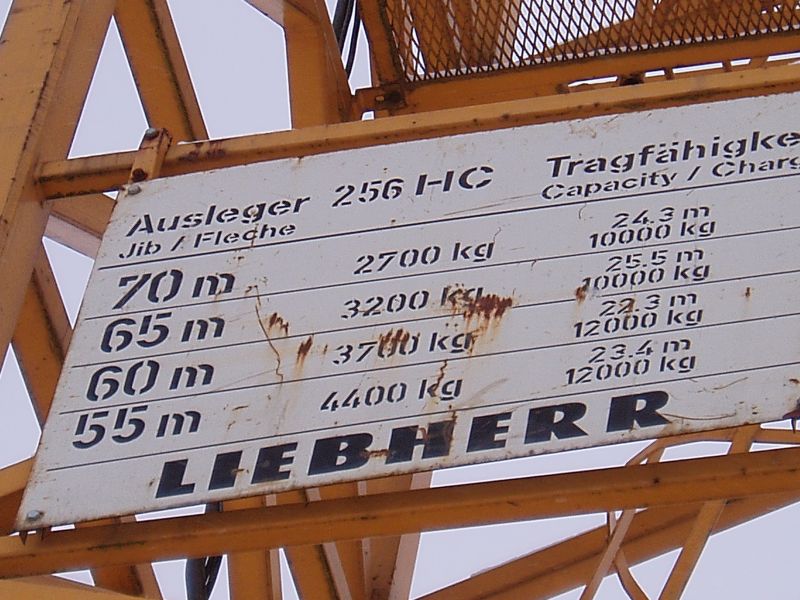 Ausleger 256 HC Tragfähigke
Jib / Fleche Capacity / Charg
70 m 2700 kg 24.3 m
10000 kg
65 m 3200 kg 25.5 m
10000 kg
60 m 3700 kg 22.3 m
12000 kg
55 m 4400 kg 23.4 m
12000 kg
LIEBHERR